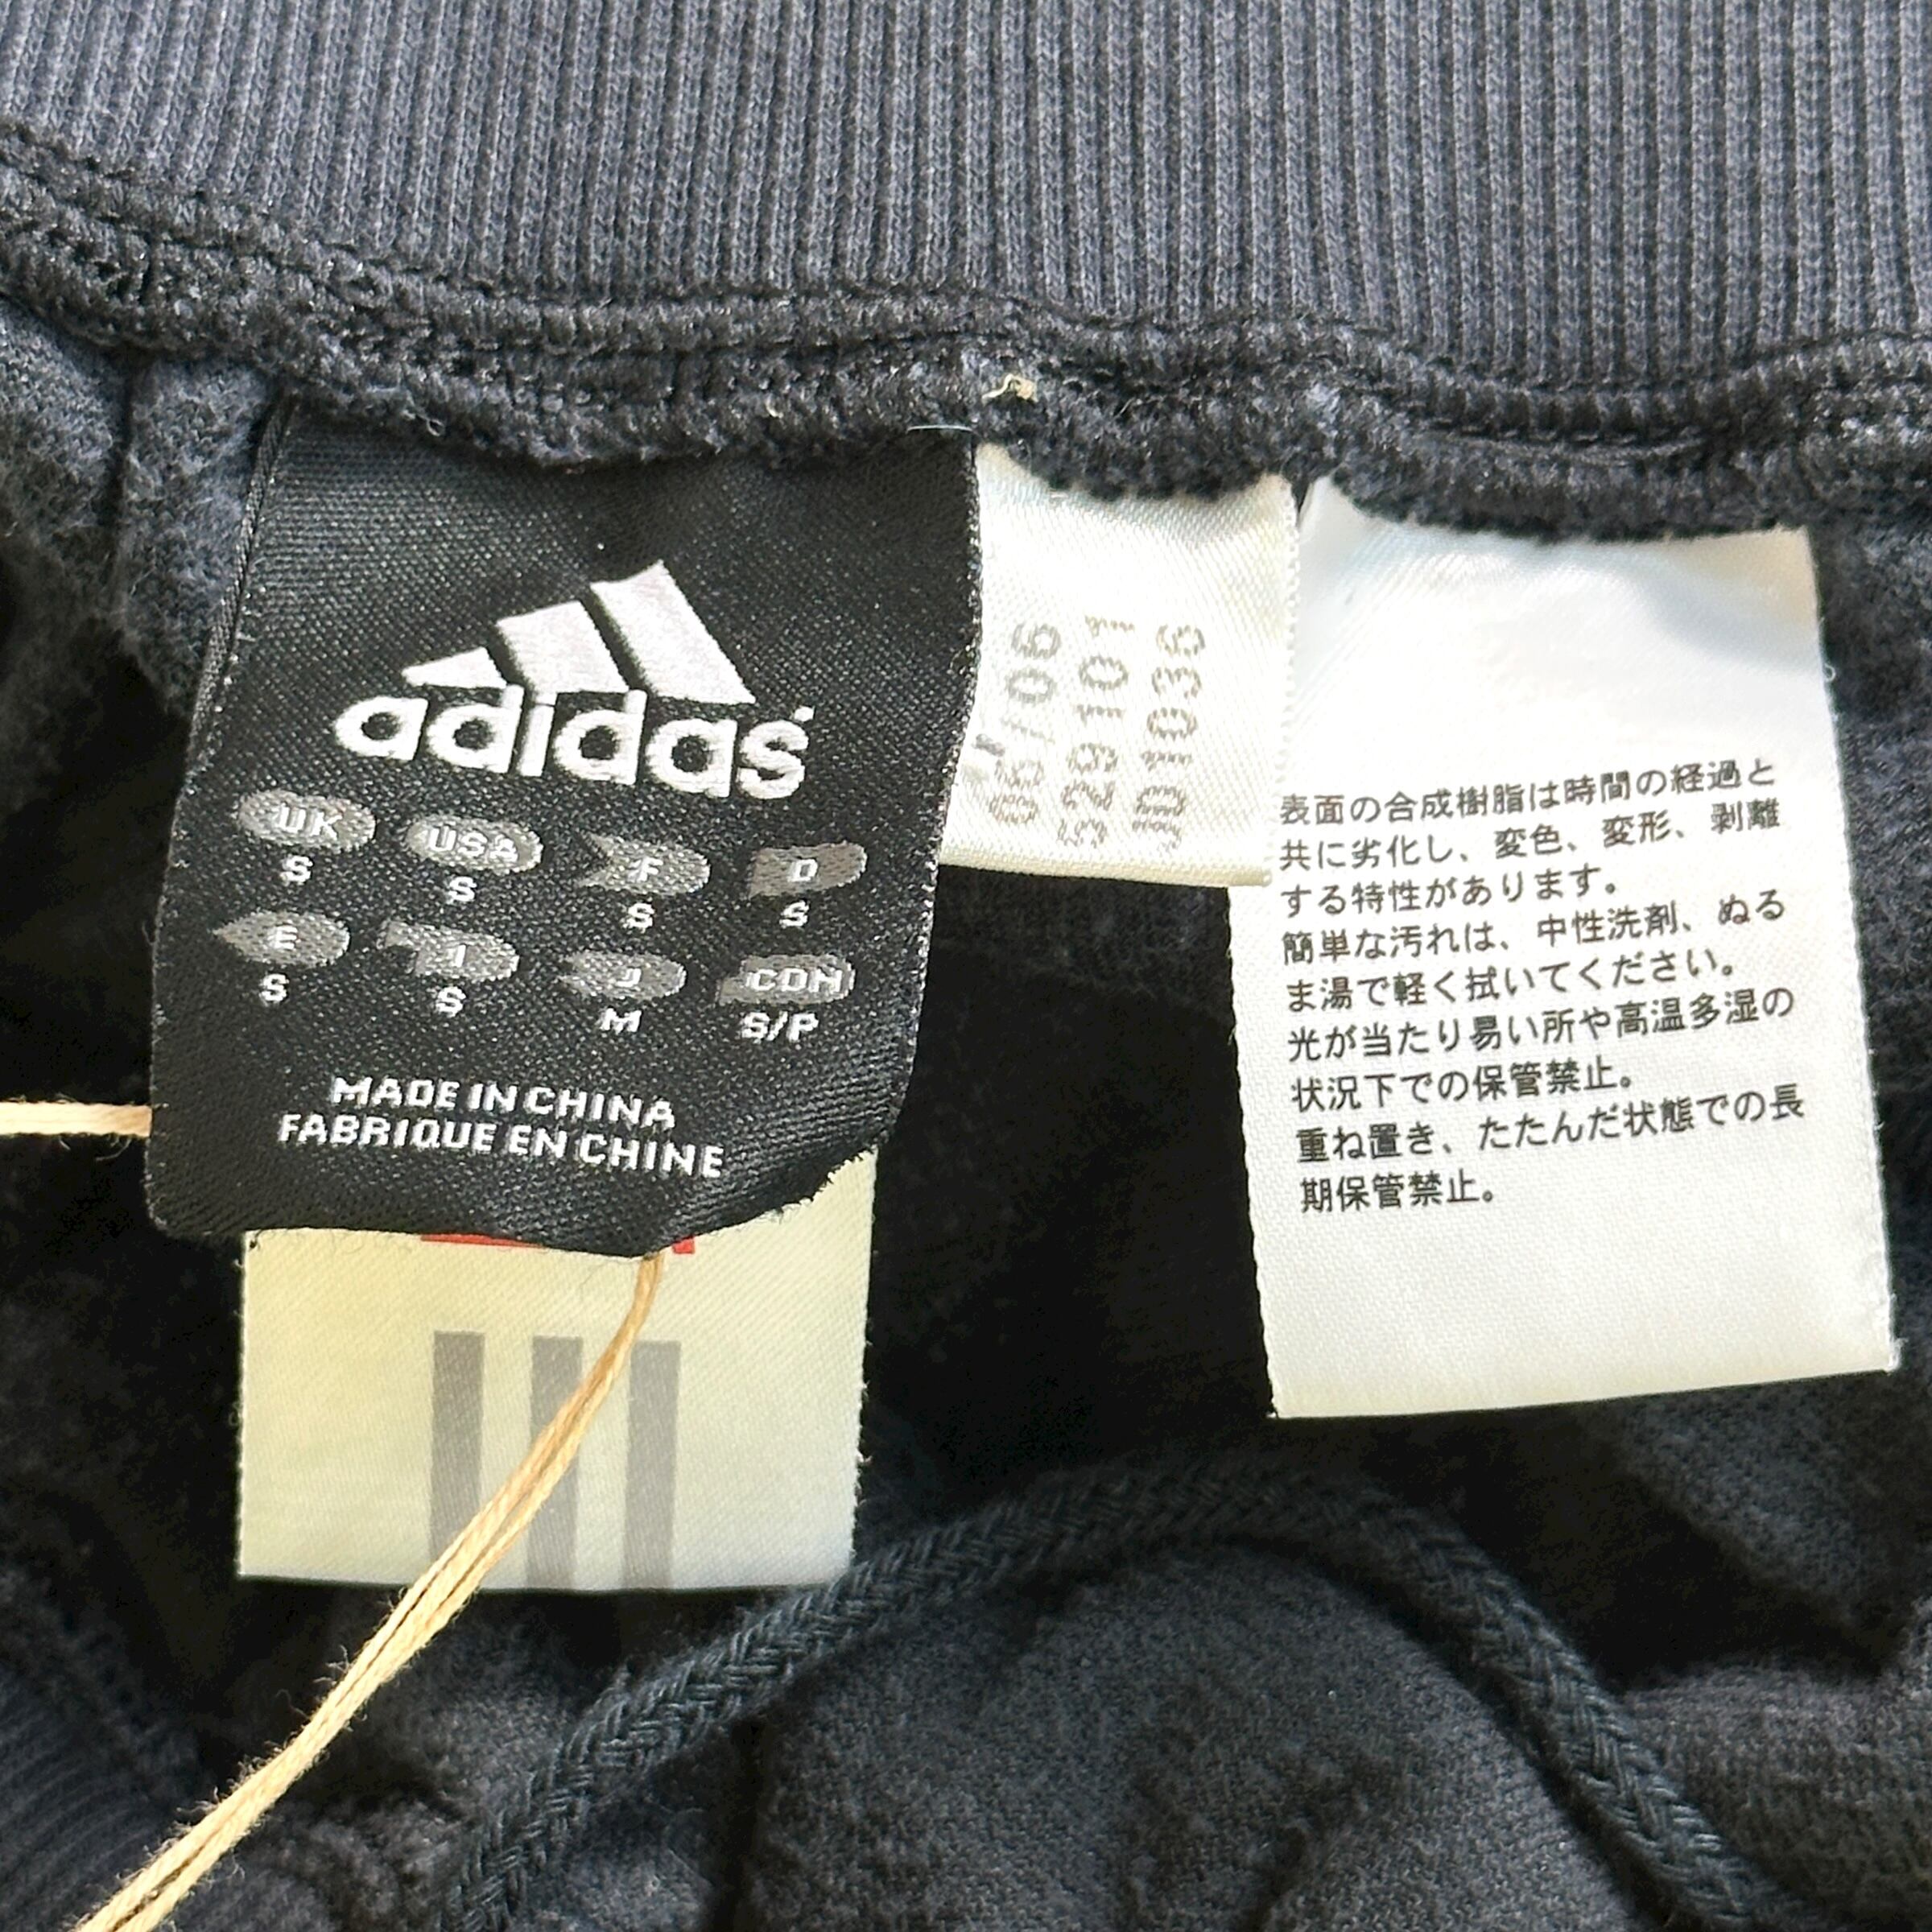 adidas
UK USA F D
S S S S
E I J CDN
S S M S/P
MADE IN CHINA
FABRIQUE EN CHINE
06/06
329101
JD1036
表面の合成樹脂は時間の経過と
共に劣化し、変色、変形、剥離
する特性があります。
簡単な汚れは、中性洗剤、ぬる
ま湯で軽く拭いてください。
光が当たり易い所や高温多湿の
状況下での保管禁止。
重ね置き、たたんだ状態での長
期保管禁止。